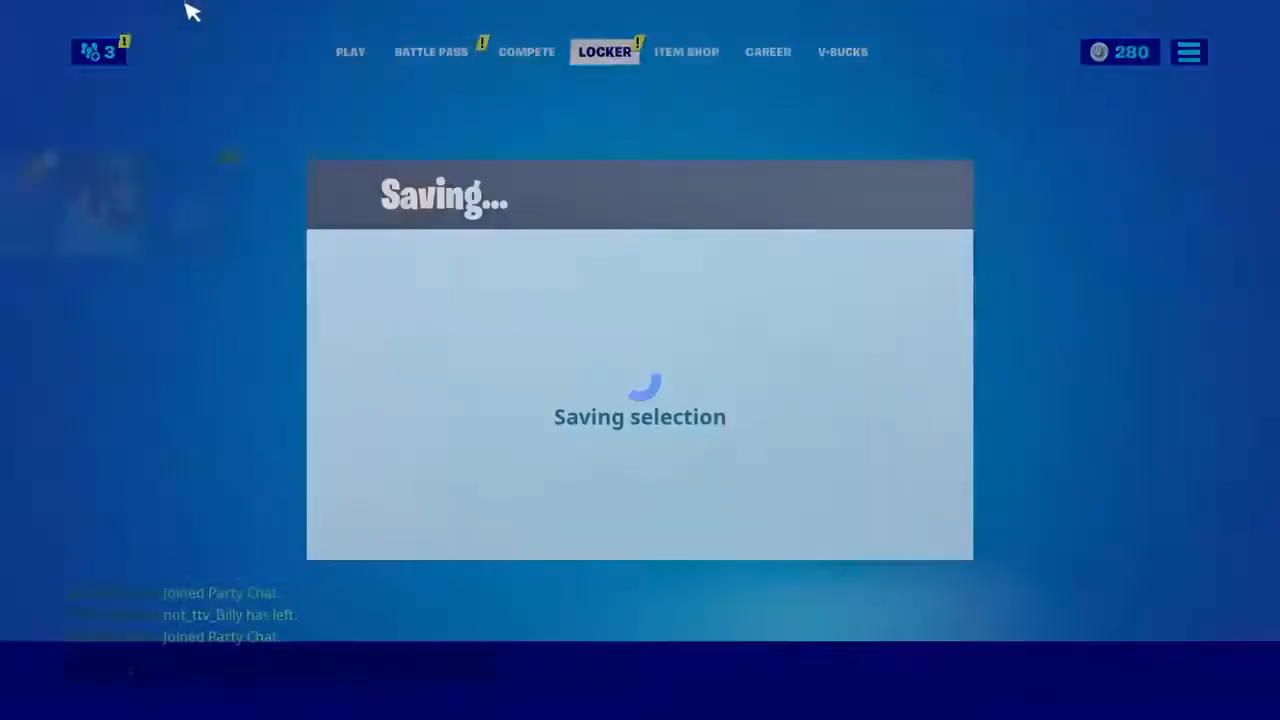 3 !
PLAY BATTLE PASS ! COMPETE LOCKER ! ITEM SHOP CAREER V-BUCKS
280
Saving...
Saving selection
Joined Party Chat.
not_ttv_Billy has left.
Joined Party Chat.